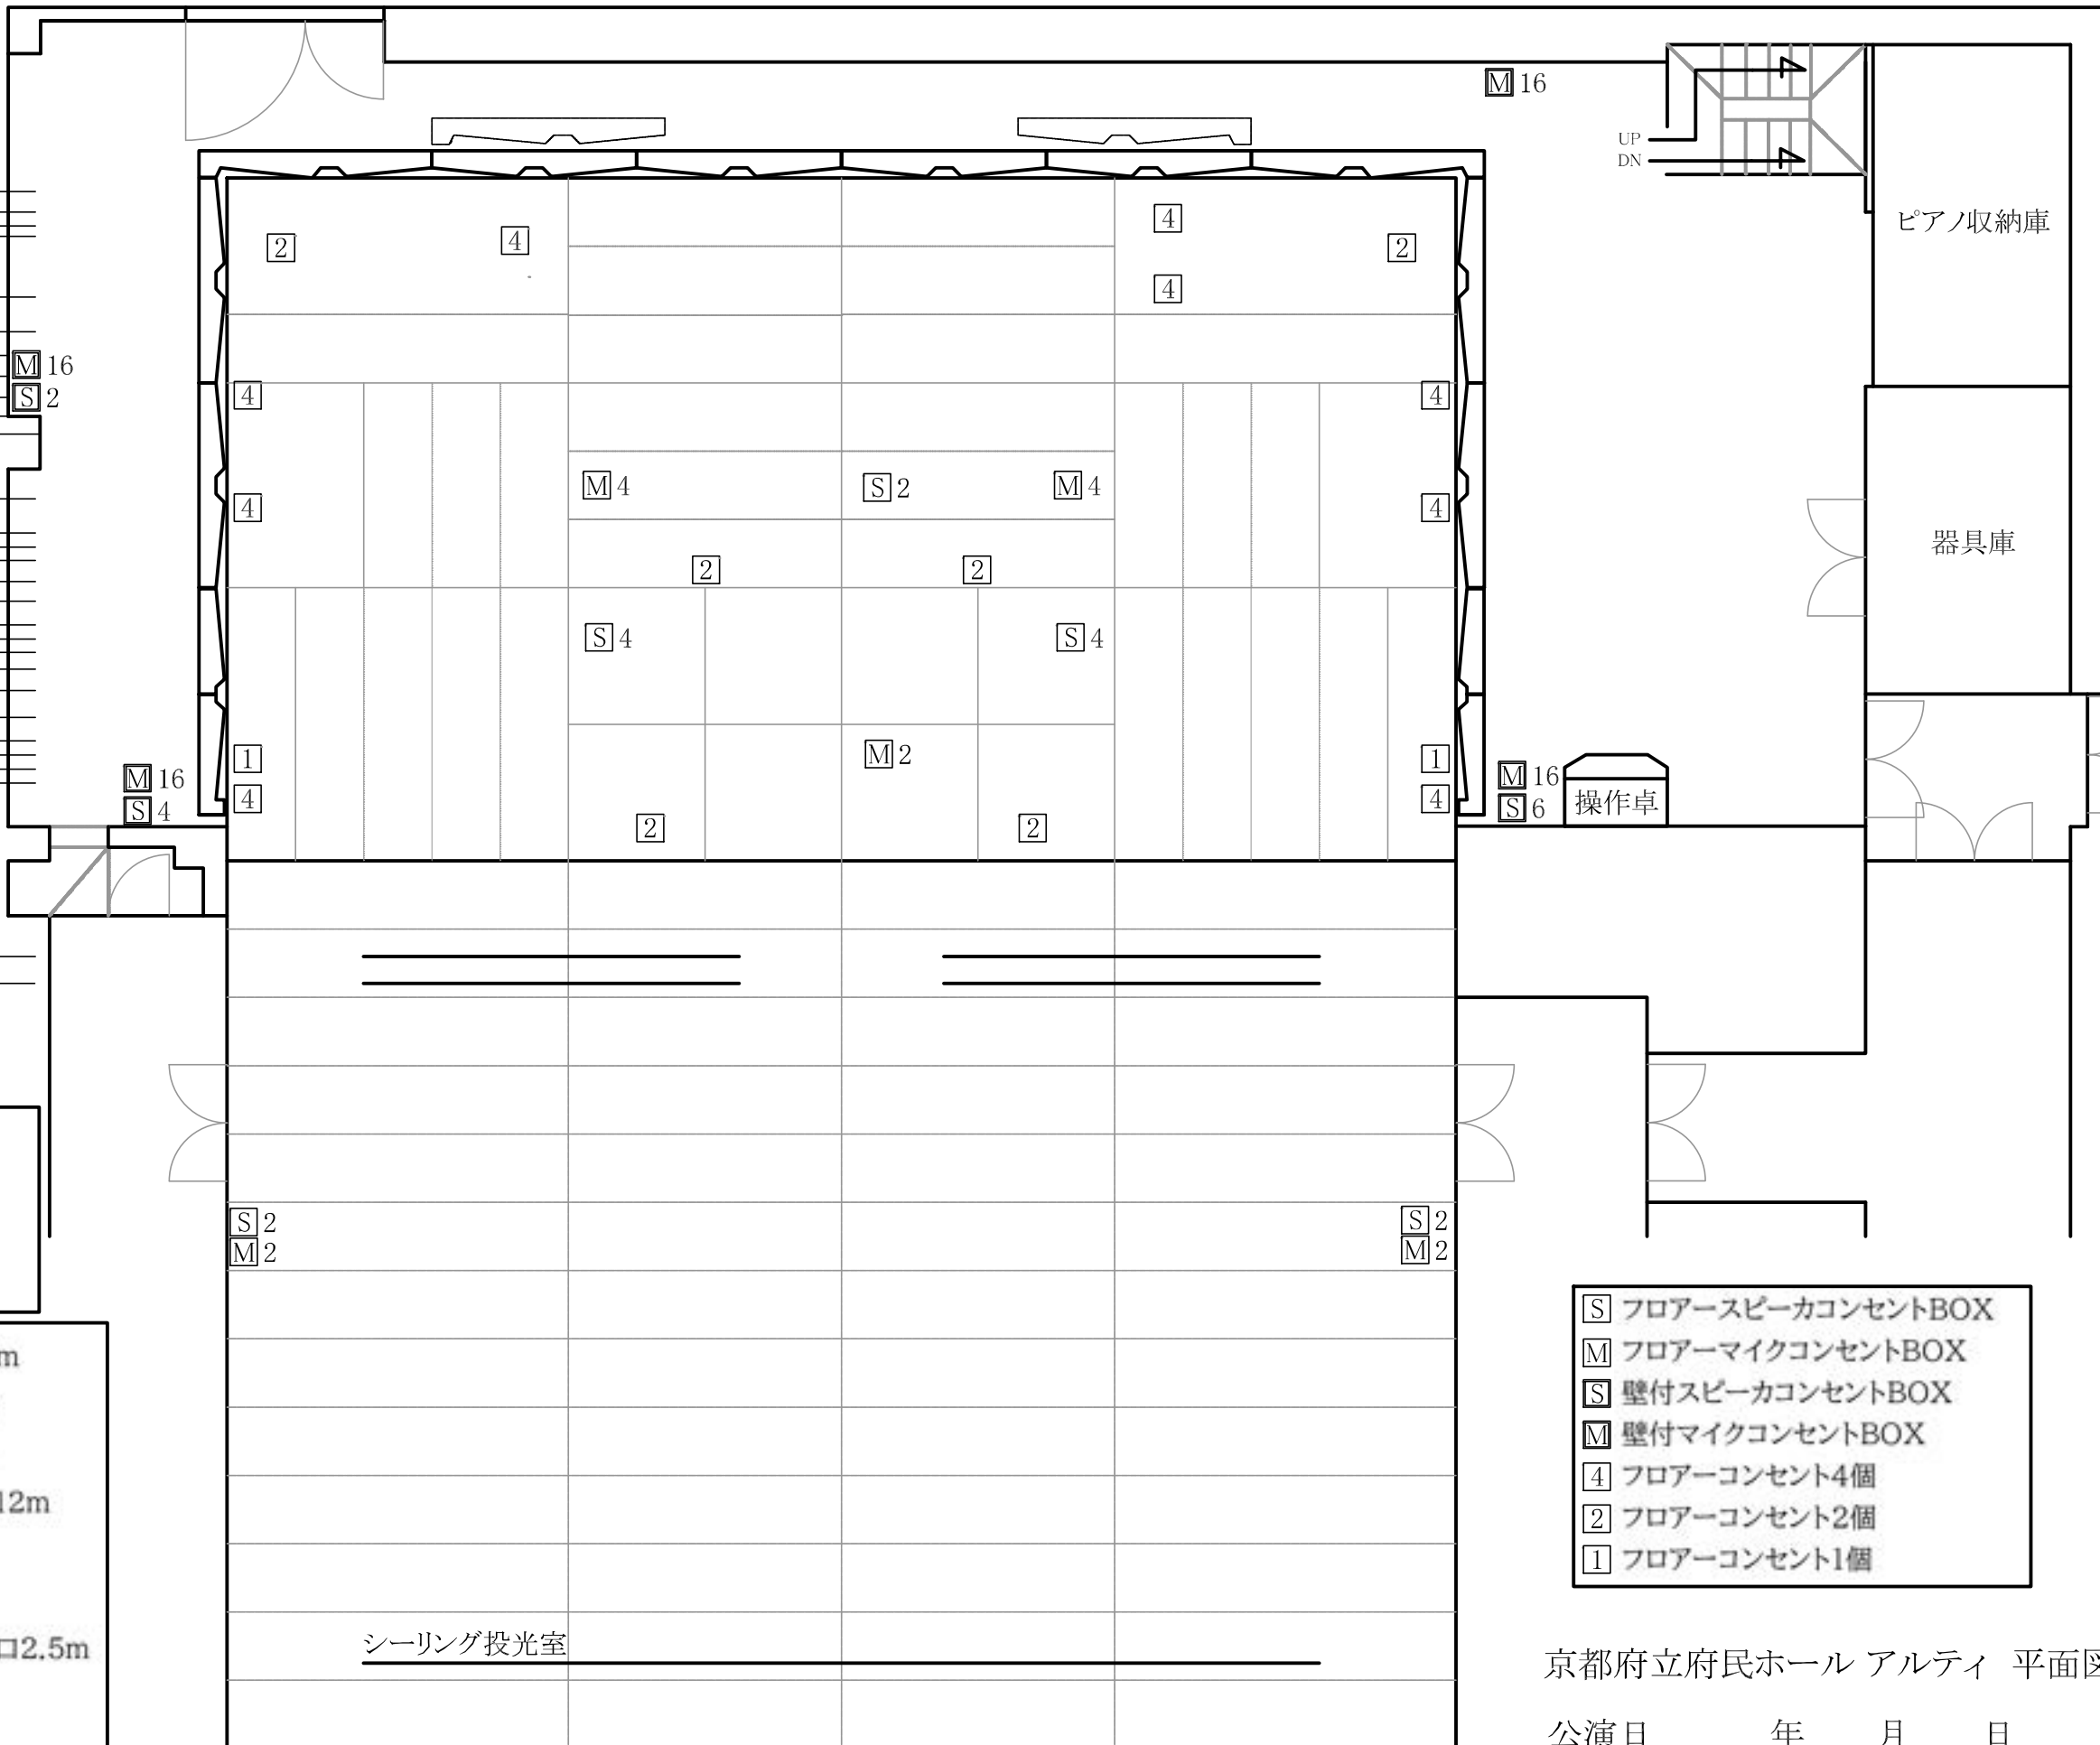 M 16
UP
DN
ピアノ収納庫
4
2
4
2
4
M 16
S 2
4
4
M 4
S 2
M 4
4
4
器具庫
2
2
S 4
S 4
1
M 2
1
M 16
S 4
4
4
M 16
S 6
操作卓
2
2
S 2
M 2
S 2
M 2
S フロアースピーカコンセントBOX
M フロアーマイクコンセントBOX
S 壁付スピーカコンセントBOX
M 壁付マイクコンセントBOX
4 フロアーコンセント4個
2 フロアーコンセント2個
1 フロアーコンセント1個
m
12m
口2.5m
シーリング投光室
京都府立府民ホール アルティ 平面図
公演日 年 月 日